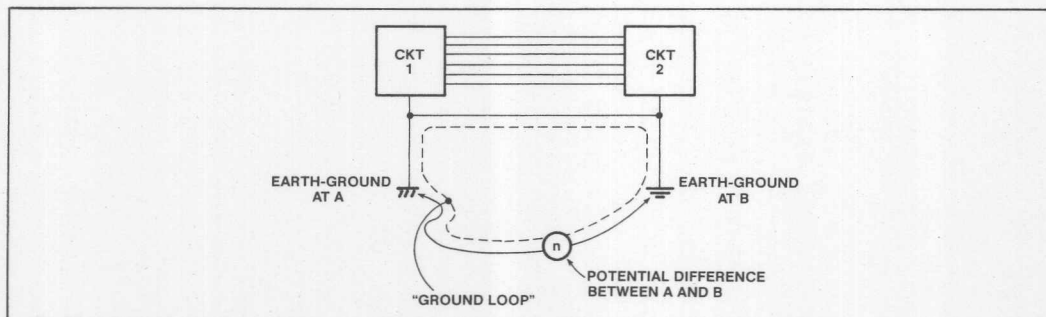 CKT
1
CKT
2
EARTH-GROUND
AT A
EARTH-GROUND
AT B
n
POTENTIAL DIFFERENCE
BETWEEN A AND B
"GROUND LOOP"